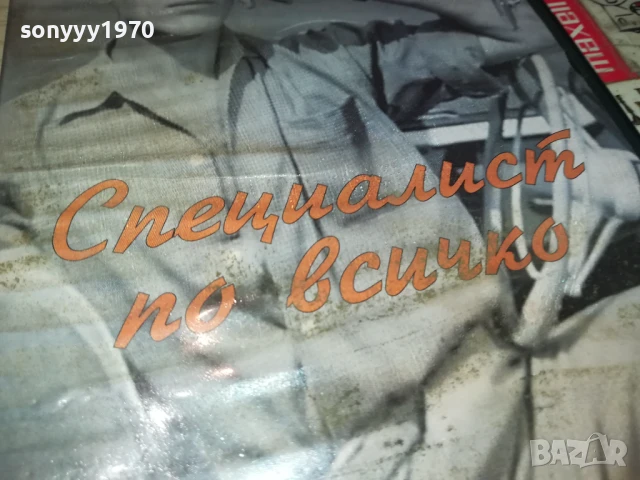 sonyyy1970
maxell
Специалист
по всичко
BAZAR